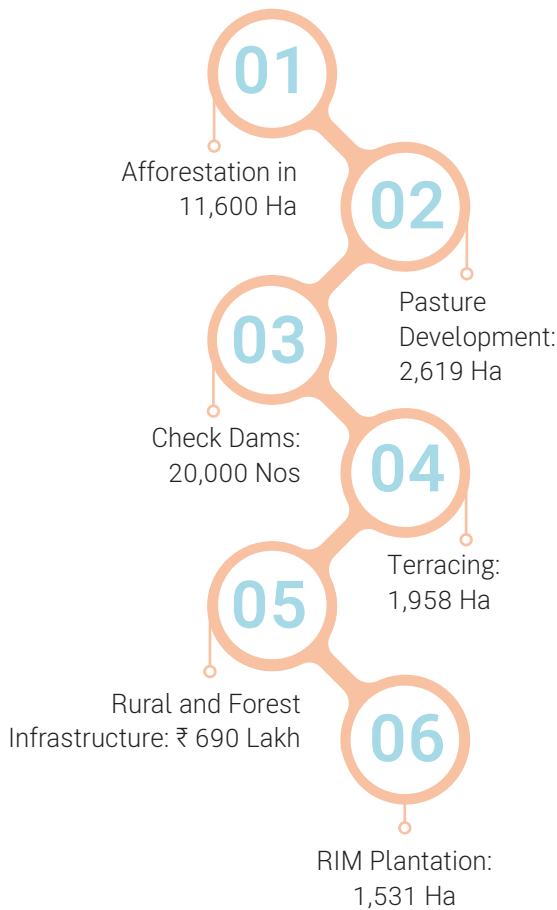 01
Afforestation in
11,600 Ha
02
Pasture
Development:
2,619 Ha
03
Check Dams:
20,000 Nos
04
Terracing:
1,958 Ha
05
Rural and Forest
Infrastructure: ₹ 690 Lakh
06
RIM Plantation:
1,531 Ha